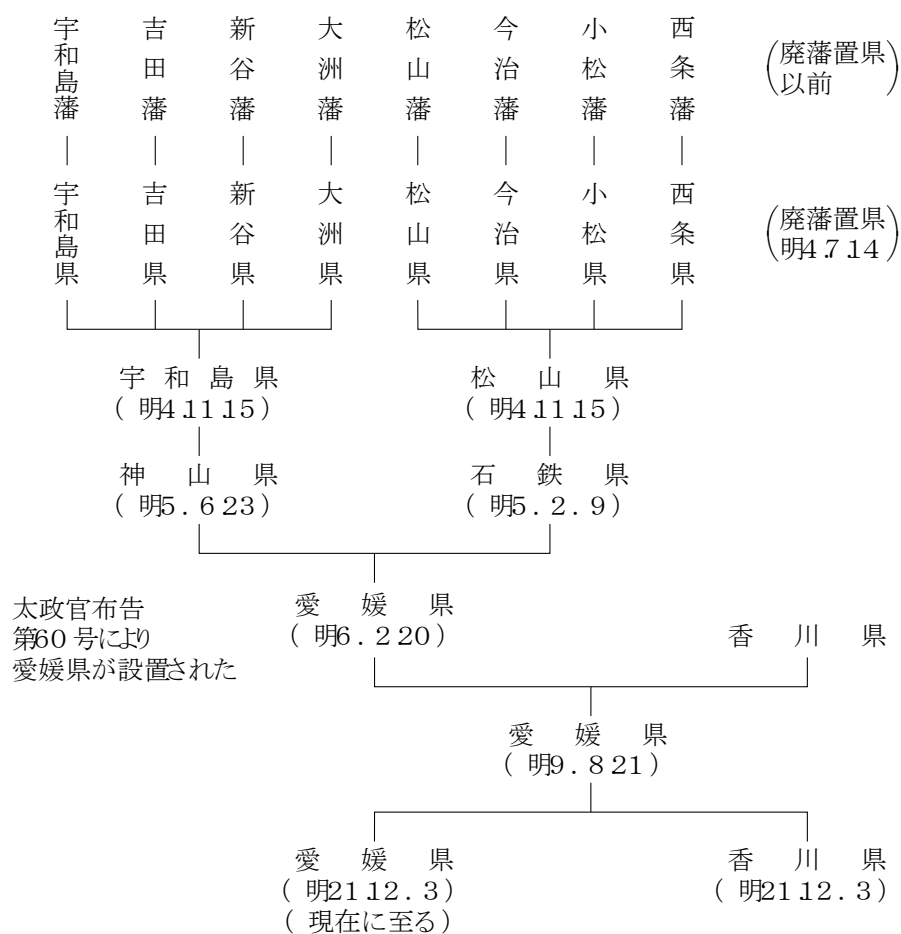 宇和島藩 吉田藩 新谷藩 大洲藩 松山藩 今治藩 小松藩 西条藩 (廃藩置県
以前)
宇和島県 吉田県 新谷県 大洲県 松山県 今治県 小松県 西条県 (廃藩置県
明4.7.14)
宇和島県 松山県
(明4.11.15) (明4.11.15)
神山県 石鉄県
(明5.6.23) (明5.2.9)
太政官布告
第60号により
愛媛県が設置された
愛媛県 香川県
(明6.2.20)
愛媛県
(明9.8.21)
愛媛県 香川県
(明21.12.3) (明21.12.3)
(現在に至る)